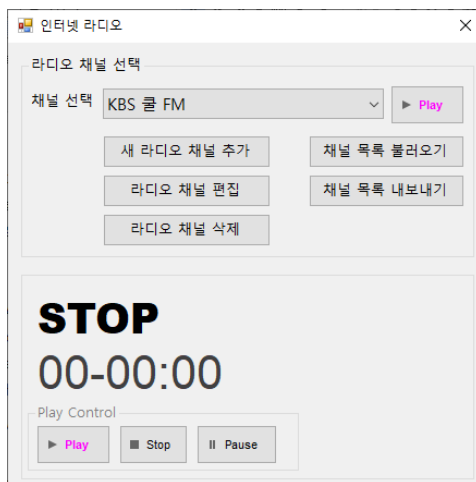 인터넷 라디오
라디오 채널 선택
채널 선택 KBS 쿨 FM Play
새 라디오 채널 추가 채널 목록 불러오기
라디오 채널 편집 채널 목록 내보내기
라디오 채널 삭제
STOP
00-00:00
Play Control
Play Stop Pause